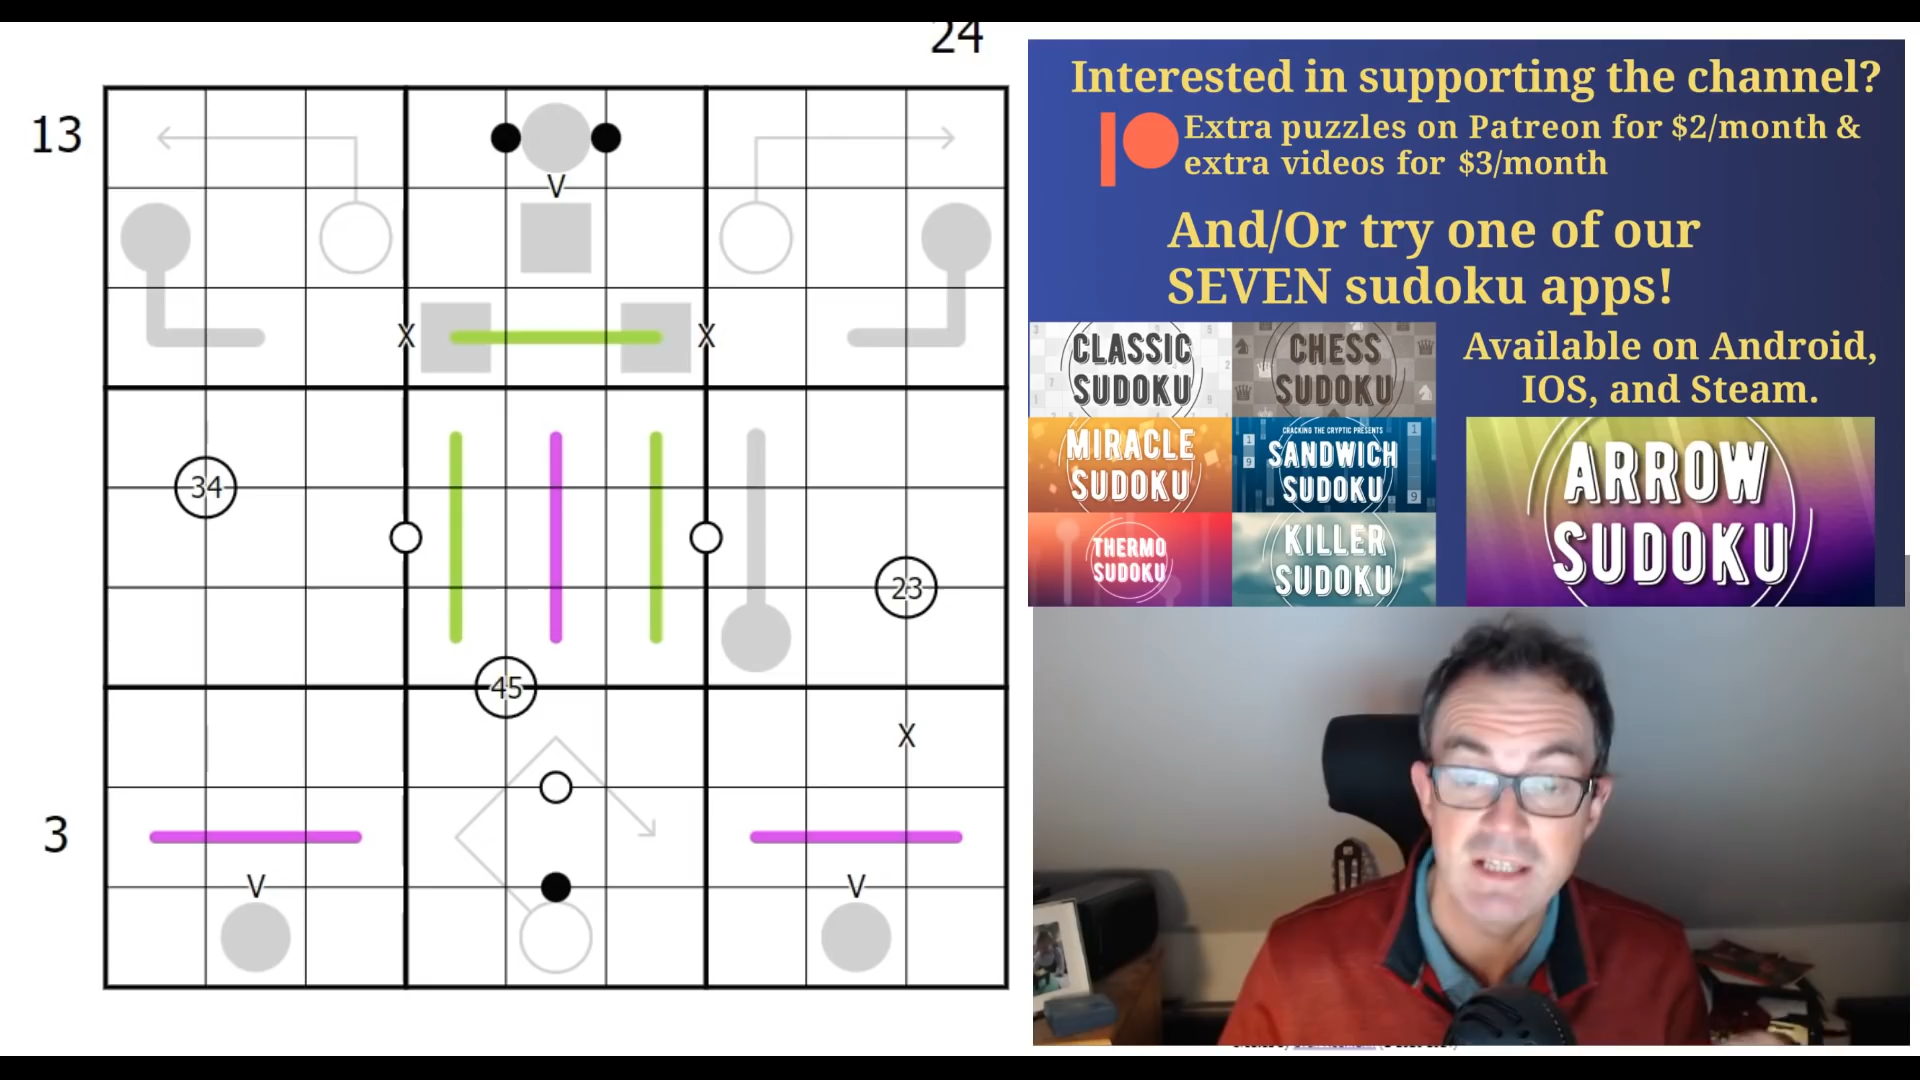 24
13
V
X
X
34
23
45
X
3
V
V
Interested in supporting the channel?
Extra puzzles on Patreon for $2/month &
extra videos for $3/month
And/Or try one of our
SEVEN sudoku apps!
Available on Android,
IOS, and Steam.
CLASSIC
SUDOKU
CHESS
SUDOKU
MIRACLE
SUDOKU
CRACKING THE CRYPTIC PRESENTS
SANDWICH
SUDOKU
THERMO
SUDOKU
KILLER
SUDOKU
ARROW
SUDOKU